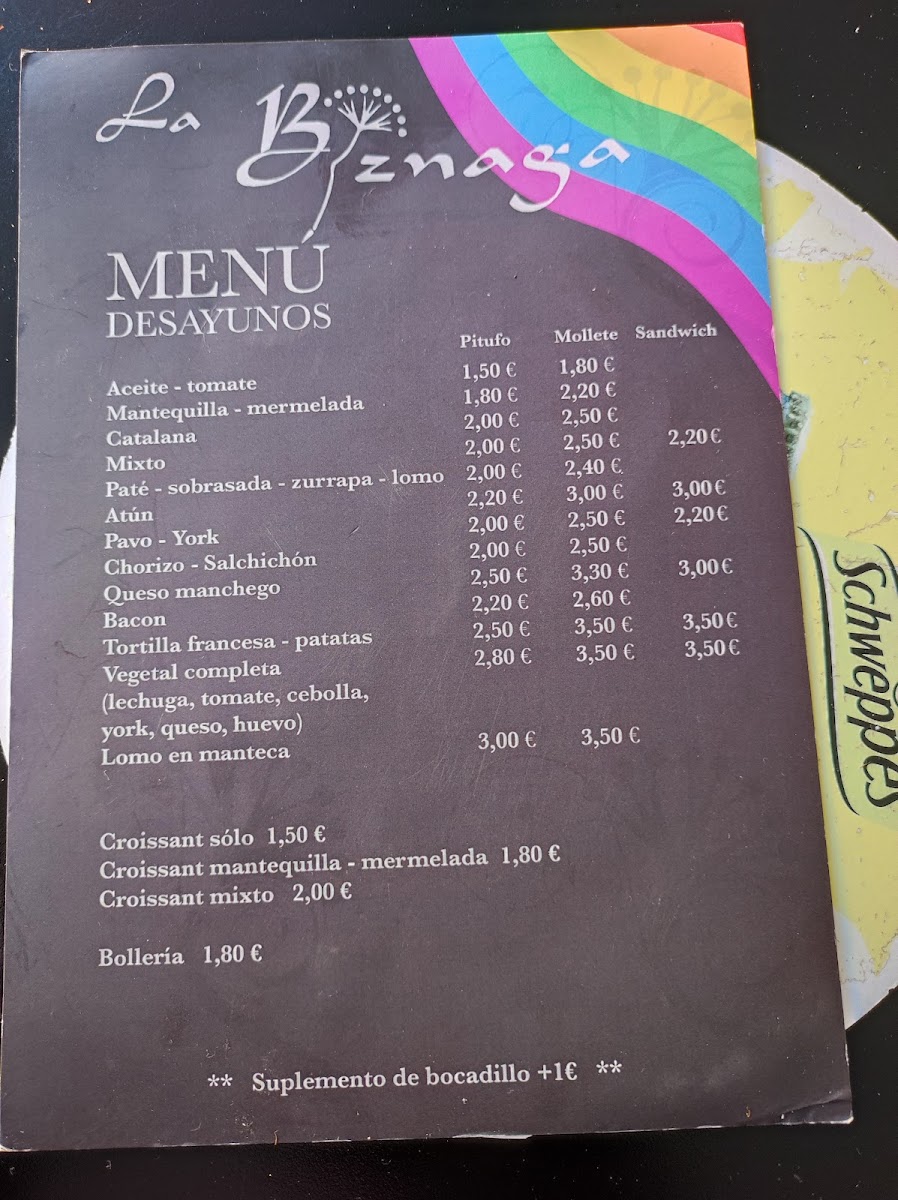 La Biznaga
MENÚ
DESAYUNOS
Pitufo Mollete Sandwich
Aceite - tomate 1,50 € 1,80 €
Mantequilla - mermelada 1,80 € 2,20 €
Catalana 2,00 € 2,50 €
Mixto 2,00 € 2,50 € 2,20€
Paté - sobrasada - zurrapa - lomo 2,00 € 2,40 €
Atún 2,20 € 3,00 € 3,00€
Pavo - York 2,00 € 2,50 € 2,20€
Chorizo - Salchichón 2,00 € 2,50 €
Queso manchego 2,50 € 3,30 € 3,00€
Bacon 2,20 € 2,60 €
Tortilla francesa - patatas 2,50 € 3,50 € 3,50€
Vegetal completa 2,80 € 3,50 € 3,50€
(lechuga, tomate, cebolla,
york, queso, huevo)
Lomo en manteca 3,00 € 3,50 €
Croissant sólo 1,50 €
Croissant mantequilla - mermelada 1,80 €
Croissant mixto 2,00 €
Bollería 1,80 €
** Suplemento de bocadillo +1€ **
Schweppes